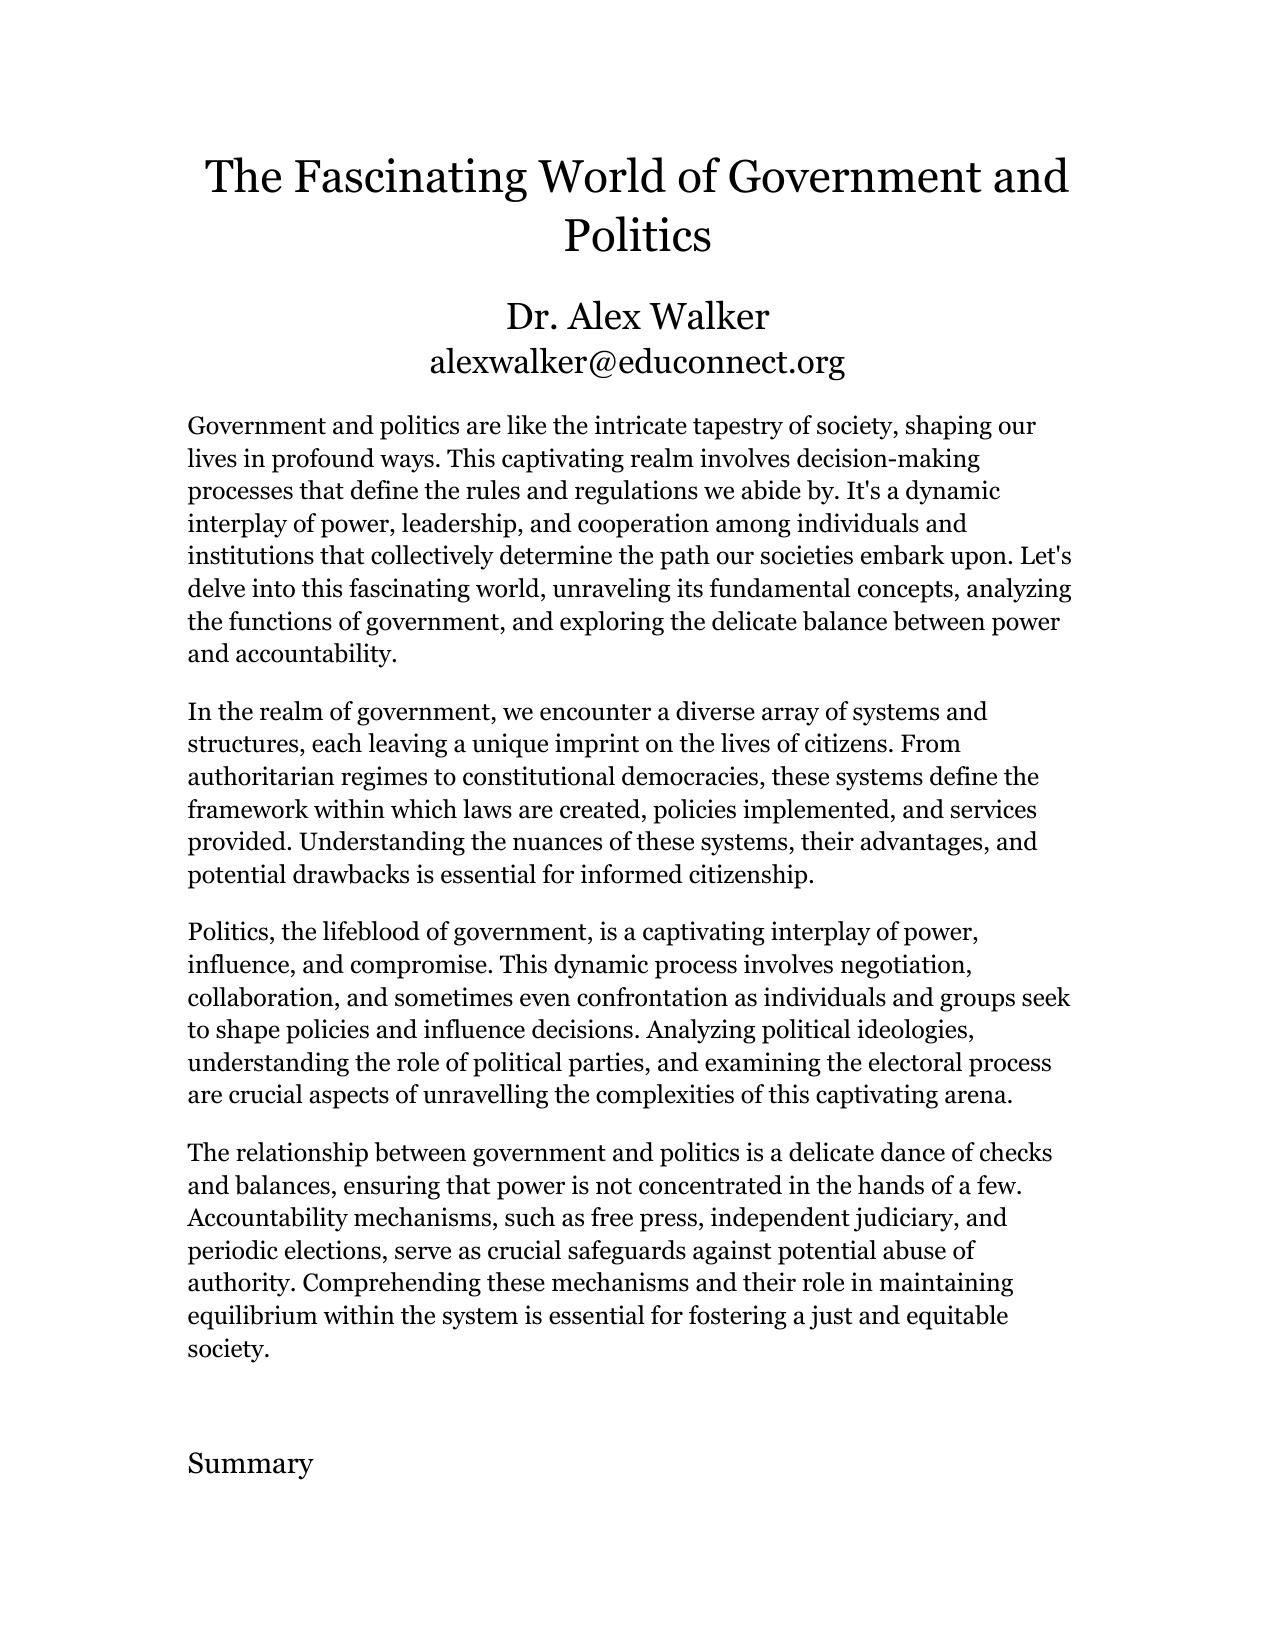 The Fascinating World of Government and
Politics
Dr. Alex Walker
alexwalker@educonnect.org
Government and politics are like the intricate tapestry of society, shaping our
lives in profound ways. This captivating realm involves decision-making
processes that define the rules and regulations we abide by. It's a dynamic
interplay of power, leadership, and cooperation among individuals and
institutions that collectively determine the path our societies embark upon. Let's
delve into this fascinating world, unraveling its fundamental concepts, analyzing
the functions of government, and exploring the delicate balance between power
and accountability.
In the realm of government, we encounter a diverse array of systems and
structures, each leaving a unique imprint on the lives of citizens. From
authoritarian regimes to constitutional democracies, these systems define the
framework within which laws are created, policies implemented, and services
provided. Understanding the nuances of these systems, their advantages, and
potential drawbacks is essential for informed citizenship.
Politics, the lifeblood of government, is a captivating interplay of power,
influence, and compromise. This dynamic process involves negotiation,
collaboration, and sometimes even confrontation as individuals and groups seek
to shape policies and influence decisions. Analyzing political ideologies,
understanding the role of political parties, and examining the electoral process
are crucial aspects of unravelling the complexities of this captivating arena.
The relationship between government and politics is a delicate dance of checks
and balances, ensuring that power is not concentrated in the hands of a few.
Accountability mechanisms, such as free press, independent judiciary, and
periodic elections, serve as crucial safeguards against potential abuse of
authority. Comprehending these mechanisms and their role in maintaining
equilibrium within the system is essential for fostering a just and equitable
society.
Summary